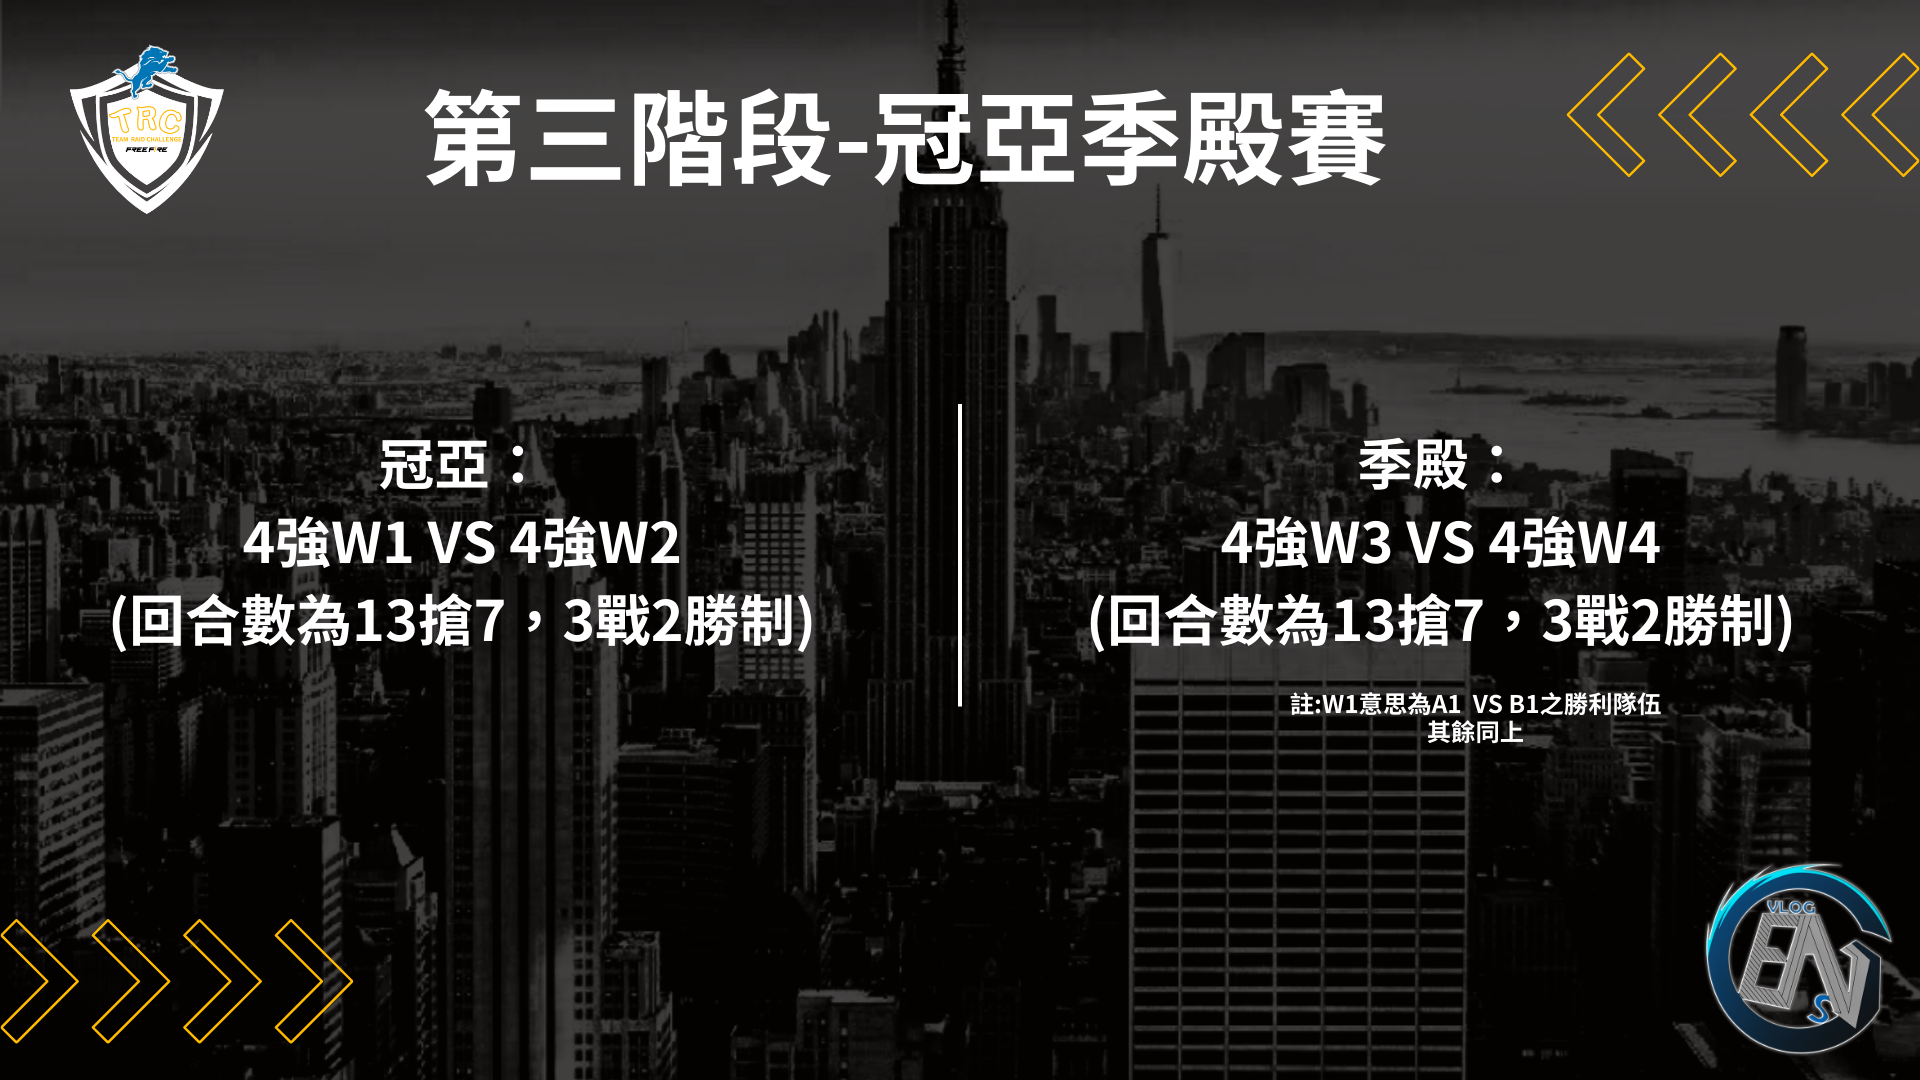 TRC
TEAM RAID CHALLENGE
FREE FIRE
第三階段-冠亞季殿賽
冠亞：
4強W1 VS 4強W2
(回合數為13搶7，3戰2勝制)
季殿：
4強W3 VS 4強W4
(回合數為13搶7，3戰2勝制)
註:W1意思為A1  VS B1之勝利隊伍
其餘同上
VLOG